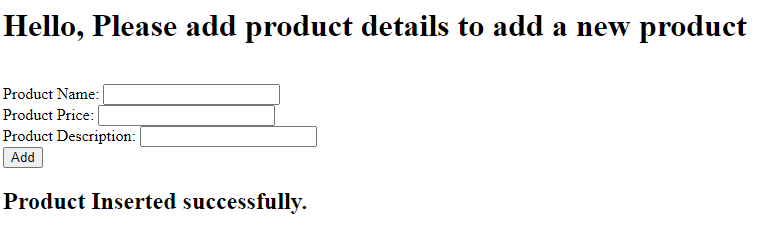 Hello, Please add product details to add a new product
Product Name:
Product Price:
Product Description:
Add
Product Inserted successfully.